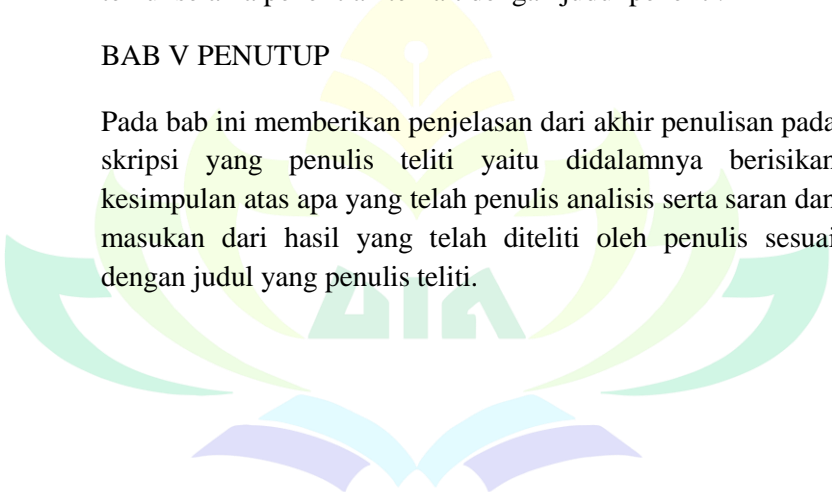 BAB V PENUTUP
Pada bab ini memberikan penjelasan dari akhir penulisan pada
skripsi yang penulis teliti yaitu didalamnya berisikan
kesimpulan atas apa yang telah penulis analisis serta saran dan
masukan dari hasil yang telah diteliti oleh penulis sesuai
dengan judul yang penulis teliti.